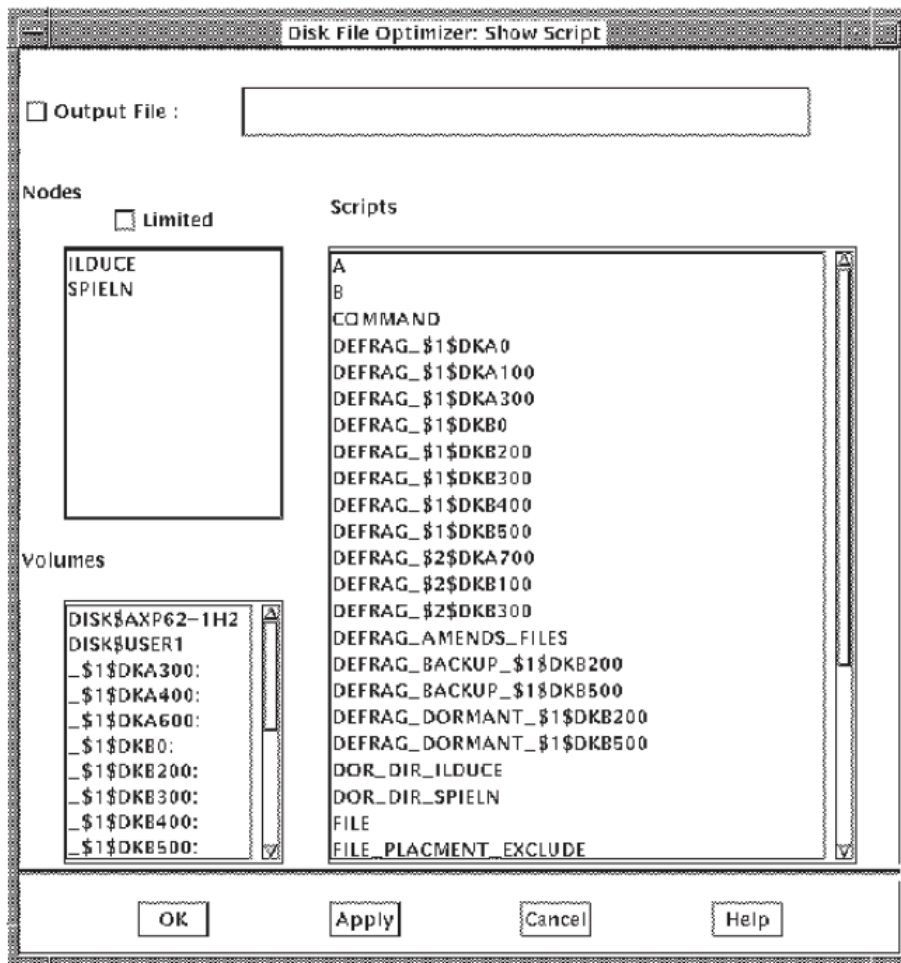 Disk File Optimizer: Show Script
Output File :
Nodes
Limited
ILDUCE
SPIELN
Scripts
A
B
COMMAND
DEFRAG_$1$DKA0
DEFRAG_$1$DKA100
DEFRAG_$1$DKA300
DEFRAG_$1$DKB0
DEFRAG_$1$DKB200
DEFRAG_$1$DKB300
DEFRAG_$1$DKB400
DEFRAG_$1$DKB500
DEFRAG_$2$DKA700
DEFRAG_$2$DKB100
DEFRAG_$2$DKB300
DEFRAG_AMENDS_FILES
DEFRAG_BACKUP_$1$DKB200
DEFRAG_BACKUP_$1$DKB500
DEFRAG_DORMANT_$1$DKB200
DEFRAG_DORMANT_$1$DKB500
DOR_DIR_ILDUCE
DOR_DIR_SPIELN
FILE
FILE_PLACMENT_EXCLUDE
Volumes
DISK$AXP62-1H2
DISK$USER1
_$1$DKA300:
_$1$DKA400:
_$1$DKA600:
_$1$DKB0:
_$1$DKB200:
_$1$DKB300:
_$1$DKB400:
_$1$DKB500:
OK
Apply
Cancel
Help